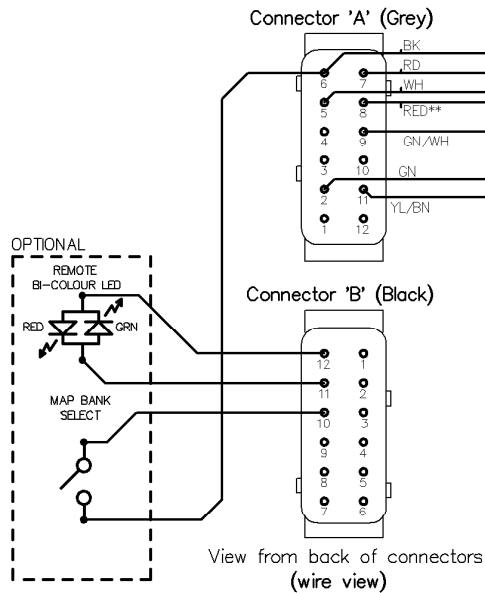 Connector 'A' (Grey)
BK
RD
WH
RED**
GN/WH
GN
YL/BN
6 7
5 8
4 9
3 10
2 11
1 12
OPTIONAL
REMOTE
BI-COLOUR LED
RED GRN
MAP BANK
SELECT
Connector 'B' (Black)
12 1
11 2
10 3
9 4
8 5
7 6
View from back of connectors
(wire view)